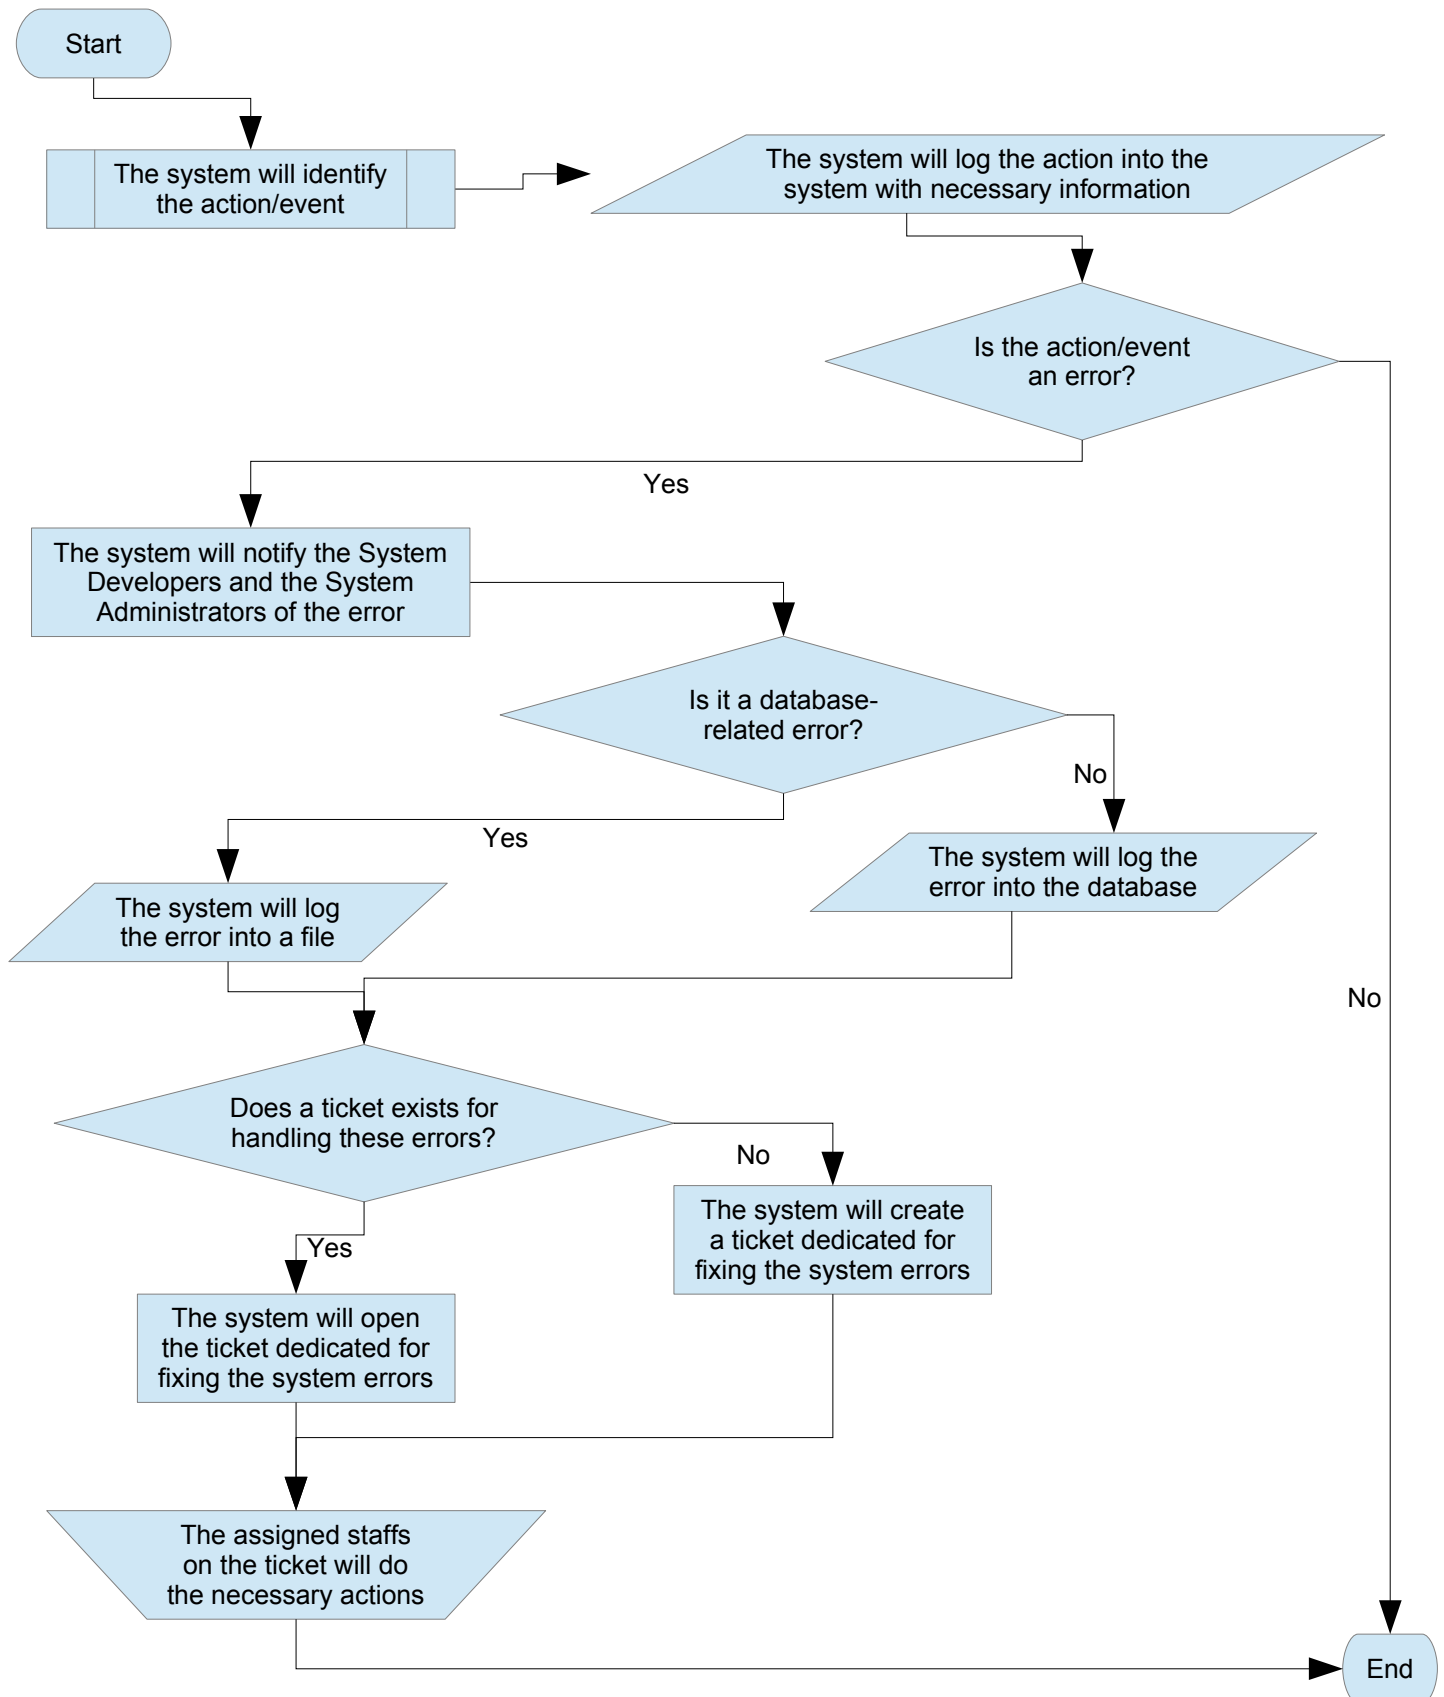 Start
The system will identify
the action/event
The system will log the action into the
system with necessary information
Is the action/event
an error?
Yes
The system will notify the System
Developers and the System
Administrators of the error
Is it a database-
related error?
No
Yes
The system will log the
error into the database
The system will log
the error into a file
No
Does a ticket exists for
handling these errors?
No
The system will create
a ticket dedicated for
fixing the system errors
Yes
The system will open
the ticket dedicated for
fixing the system errors
The assigned staffs
on the ticket will do
the necessary actions
End